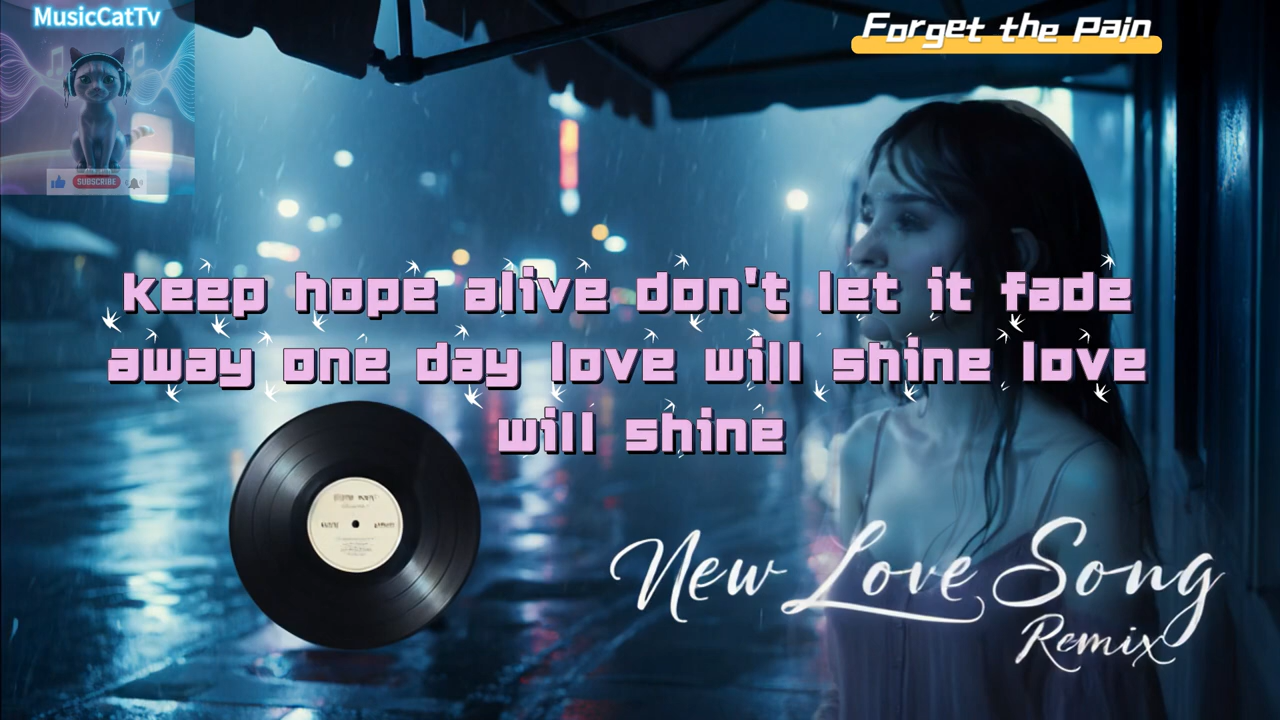 MusicCatTv
Forget the Pain
SUBSCRIBE
keep hope alive don't let it fade
away one day love will shine love
will shine
New Love Song
Remix